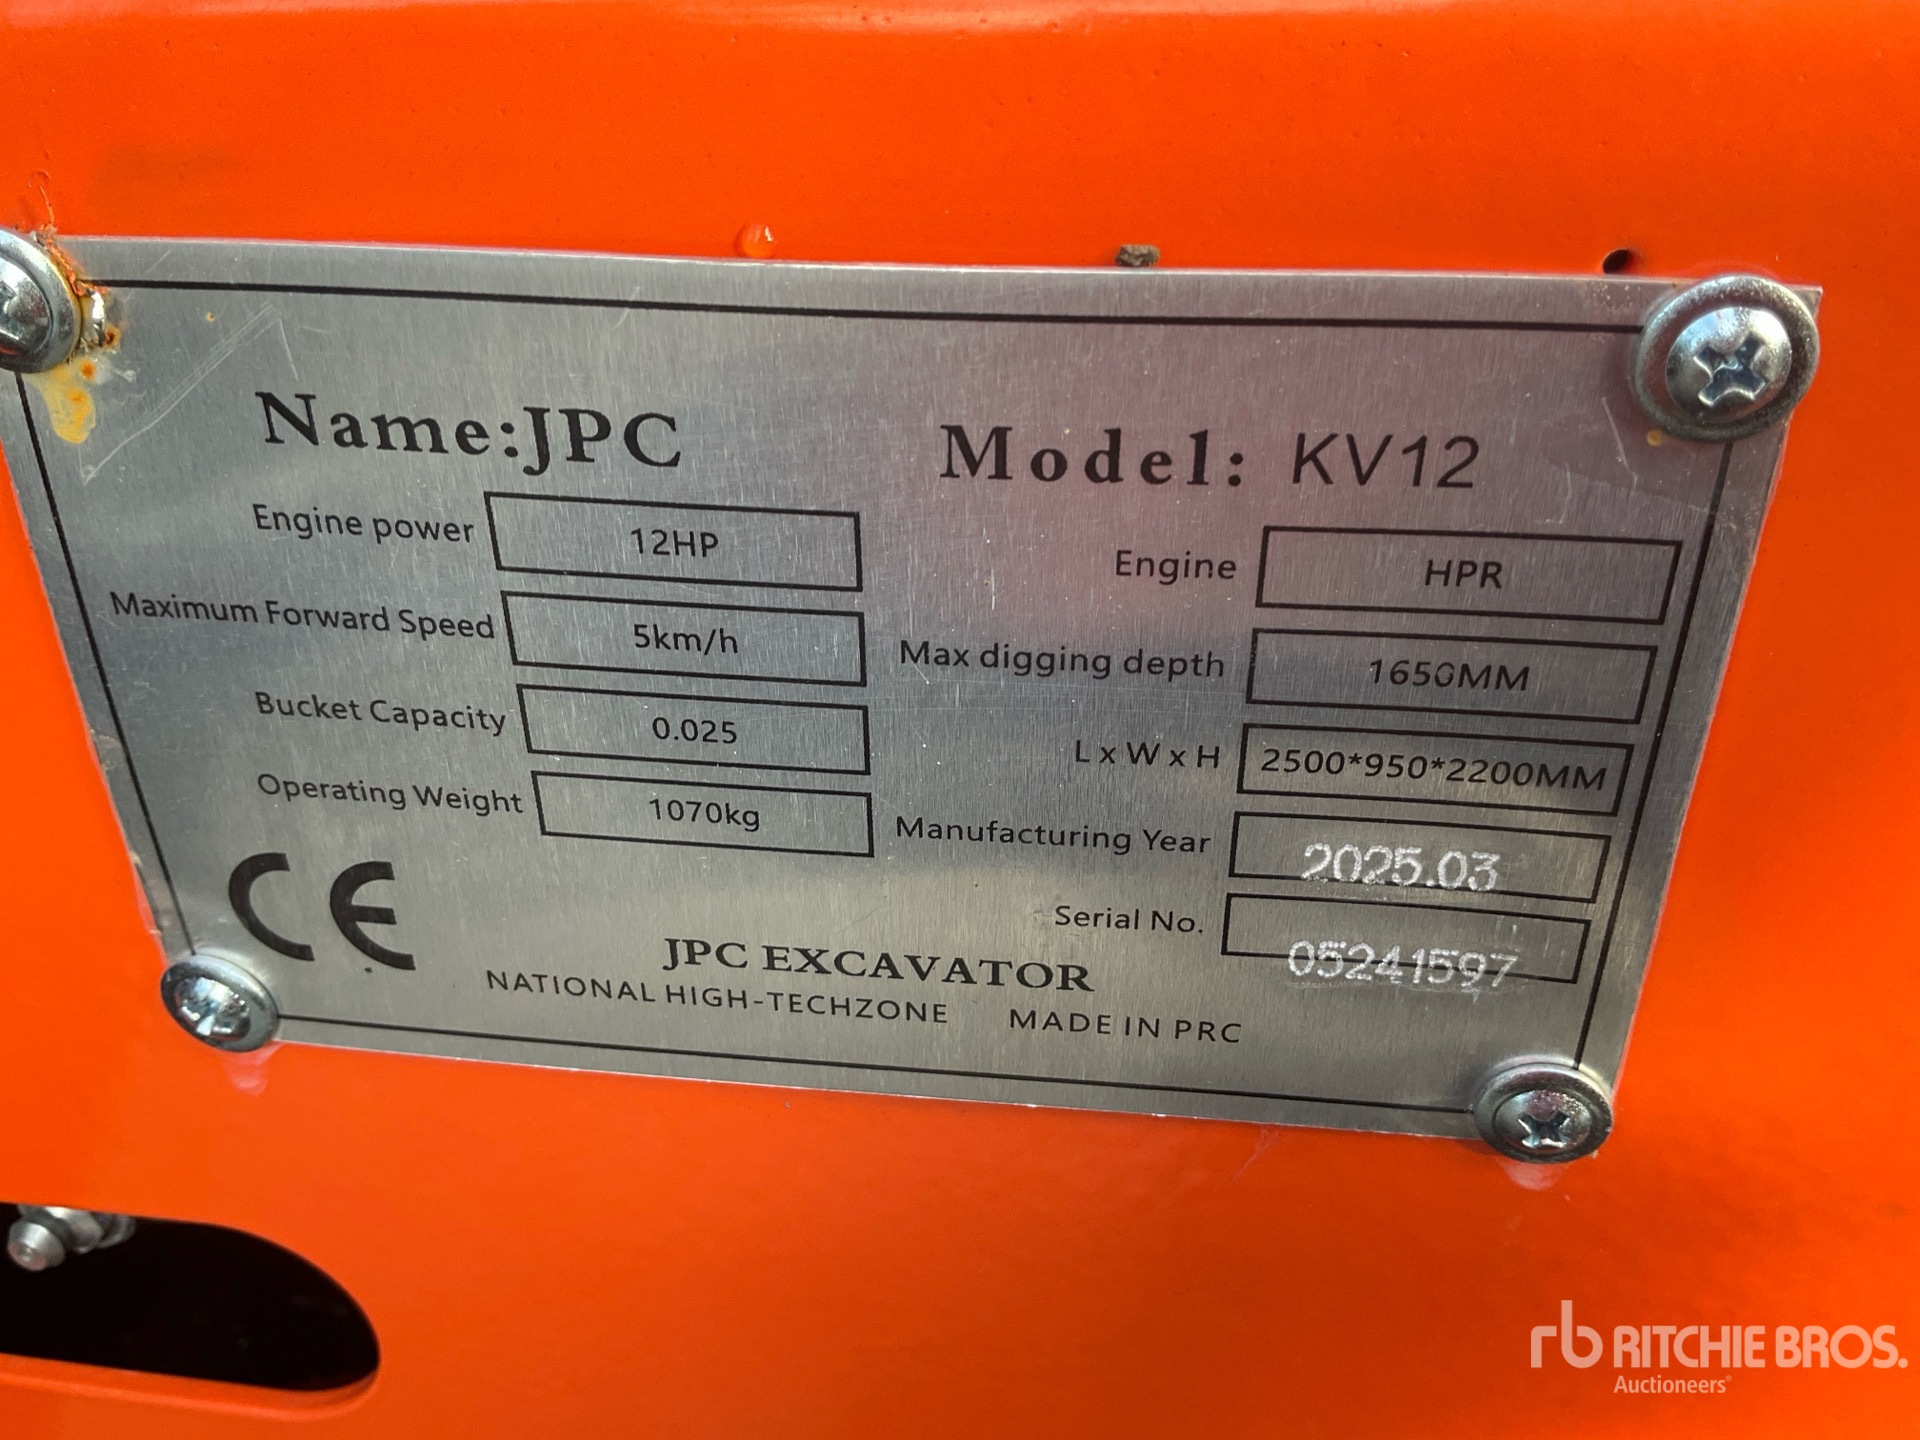 Name:JPC Model: KV12
Engine power 12HP Engine HPR
Maximum Forward Speed 5km/h Max digging depth 1650MM
Bucket Capacity 0.025 L x W x H 2500*950*2200MM
Operating Weight 1070kg Manufacturing Year 2025.03
Serial No. 05241597
CE
JPC EXCAVATOR
NATIONAL HIGH-TECHZONE MADE IN PRC
rb RITCHIE BROS.
Auctioneers®